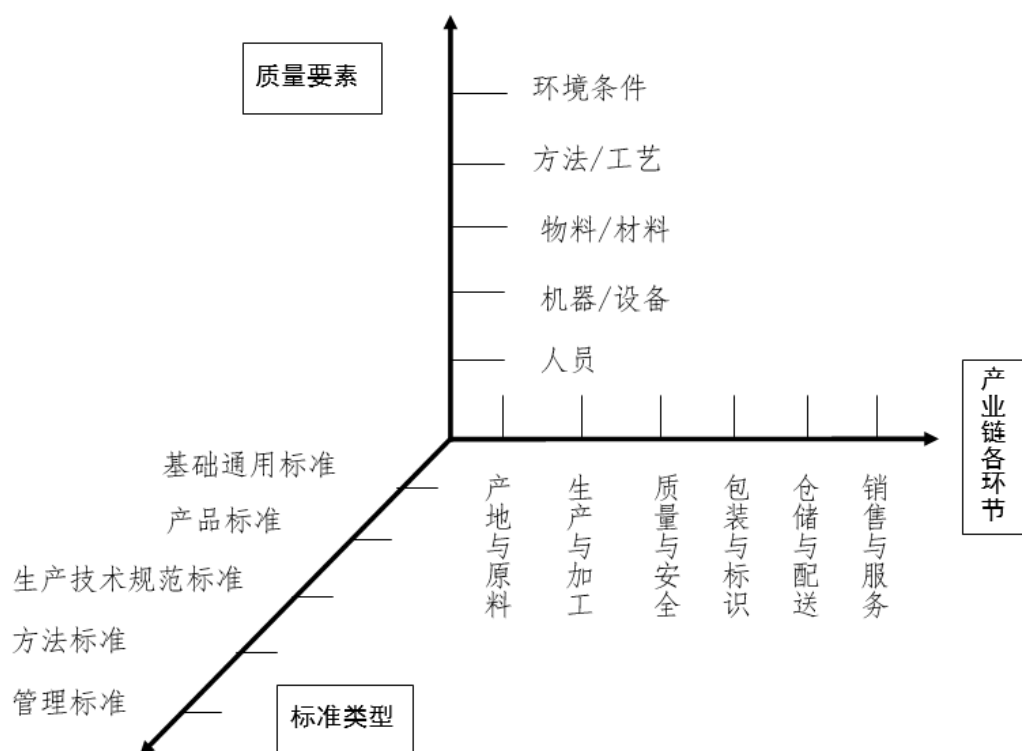 质量要素
环境条件
方法/工艺
物料/材料
机器/设备
人员
产业链各环节
基础通用标准
产品标准
生产技术规范标准
方法标准
管理标准
标准类型
产地与原料
生产与加工
质量与安全
包装与标识
仓储与配送
销售与服务